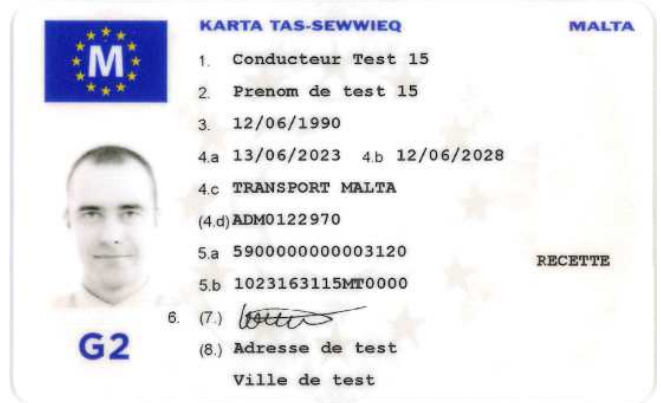 KARTA TAS-SEWWIEQ MALTA
M
1. Conducteur Test 15
2. Prenom de test 15
3. 12/06/1990
4.a 13/06/2023 4.b 12/06/2028
4.c TRANSPORT MALTA
(4.d) ADM0122970
5.a 5900000000003120
RECETTE
5.b 1023163115MT0000
6. (7.)
G2
(8.) Adresse de test
Ville de test